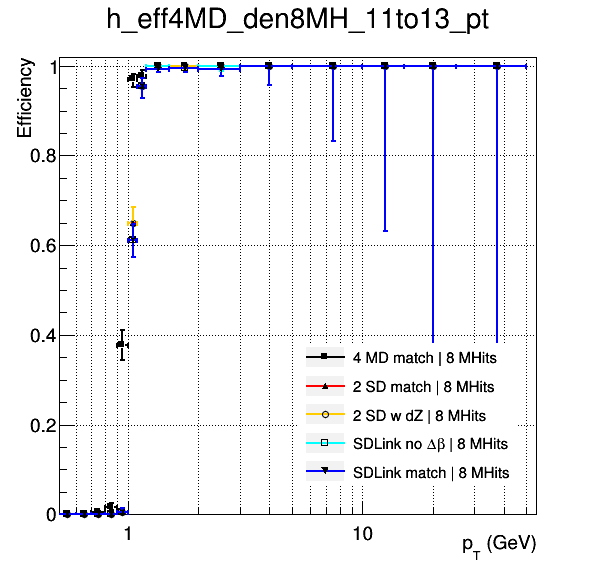 h_eff4MD_den8MH_11to13_pt
Efficiency
1
0.8
0.6
0.4
0.2
0
4 MD match | 8 MHits
2 SD match | 8 MHits
2 SD w dZ | 8 MHits
SDLink no Δβ | 8 MHits
SDLink match | 8 MHits
1 10
p_T (GeV)